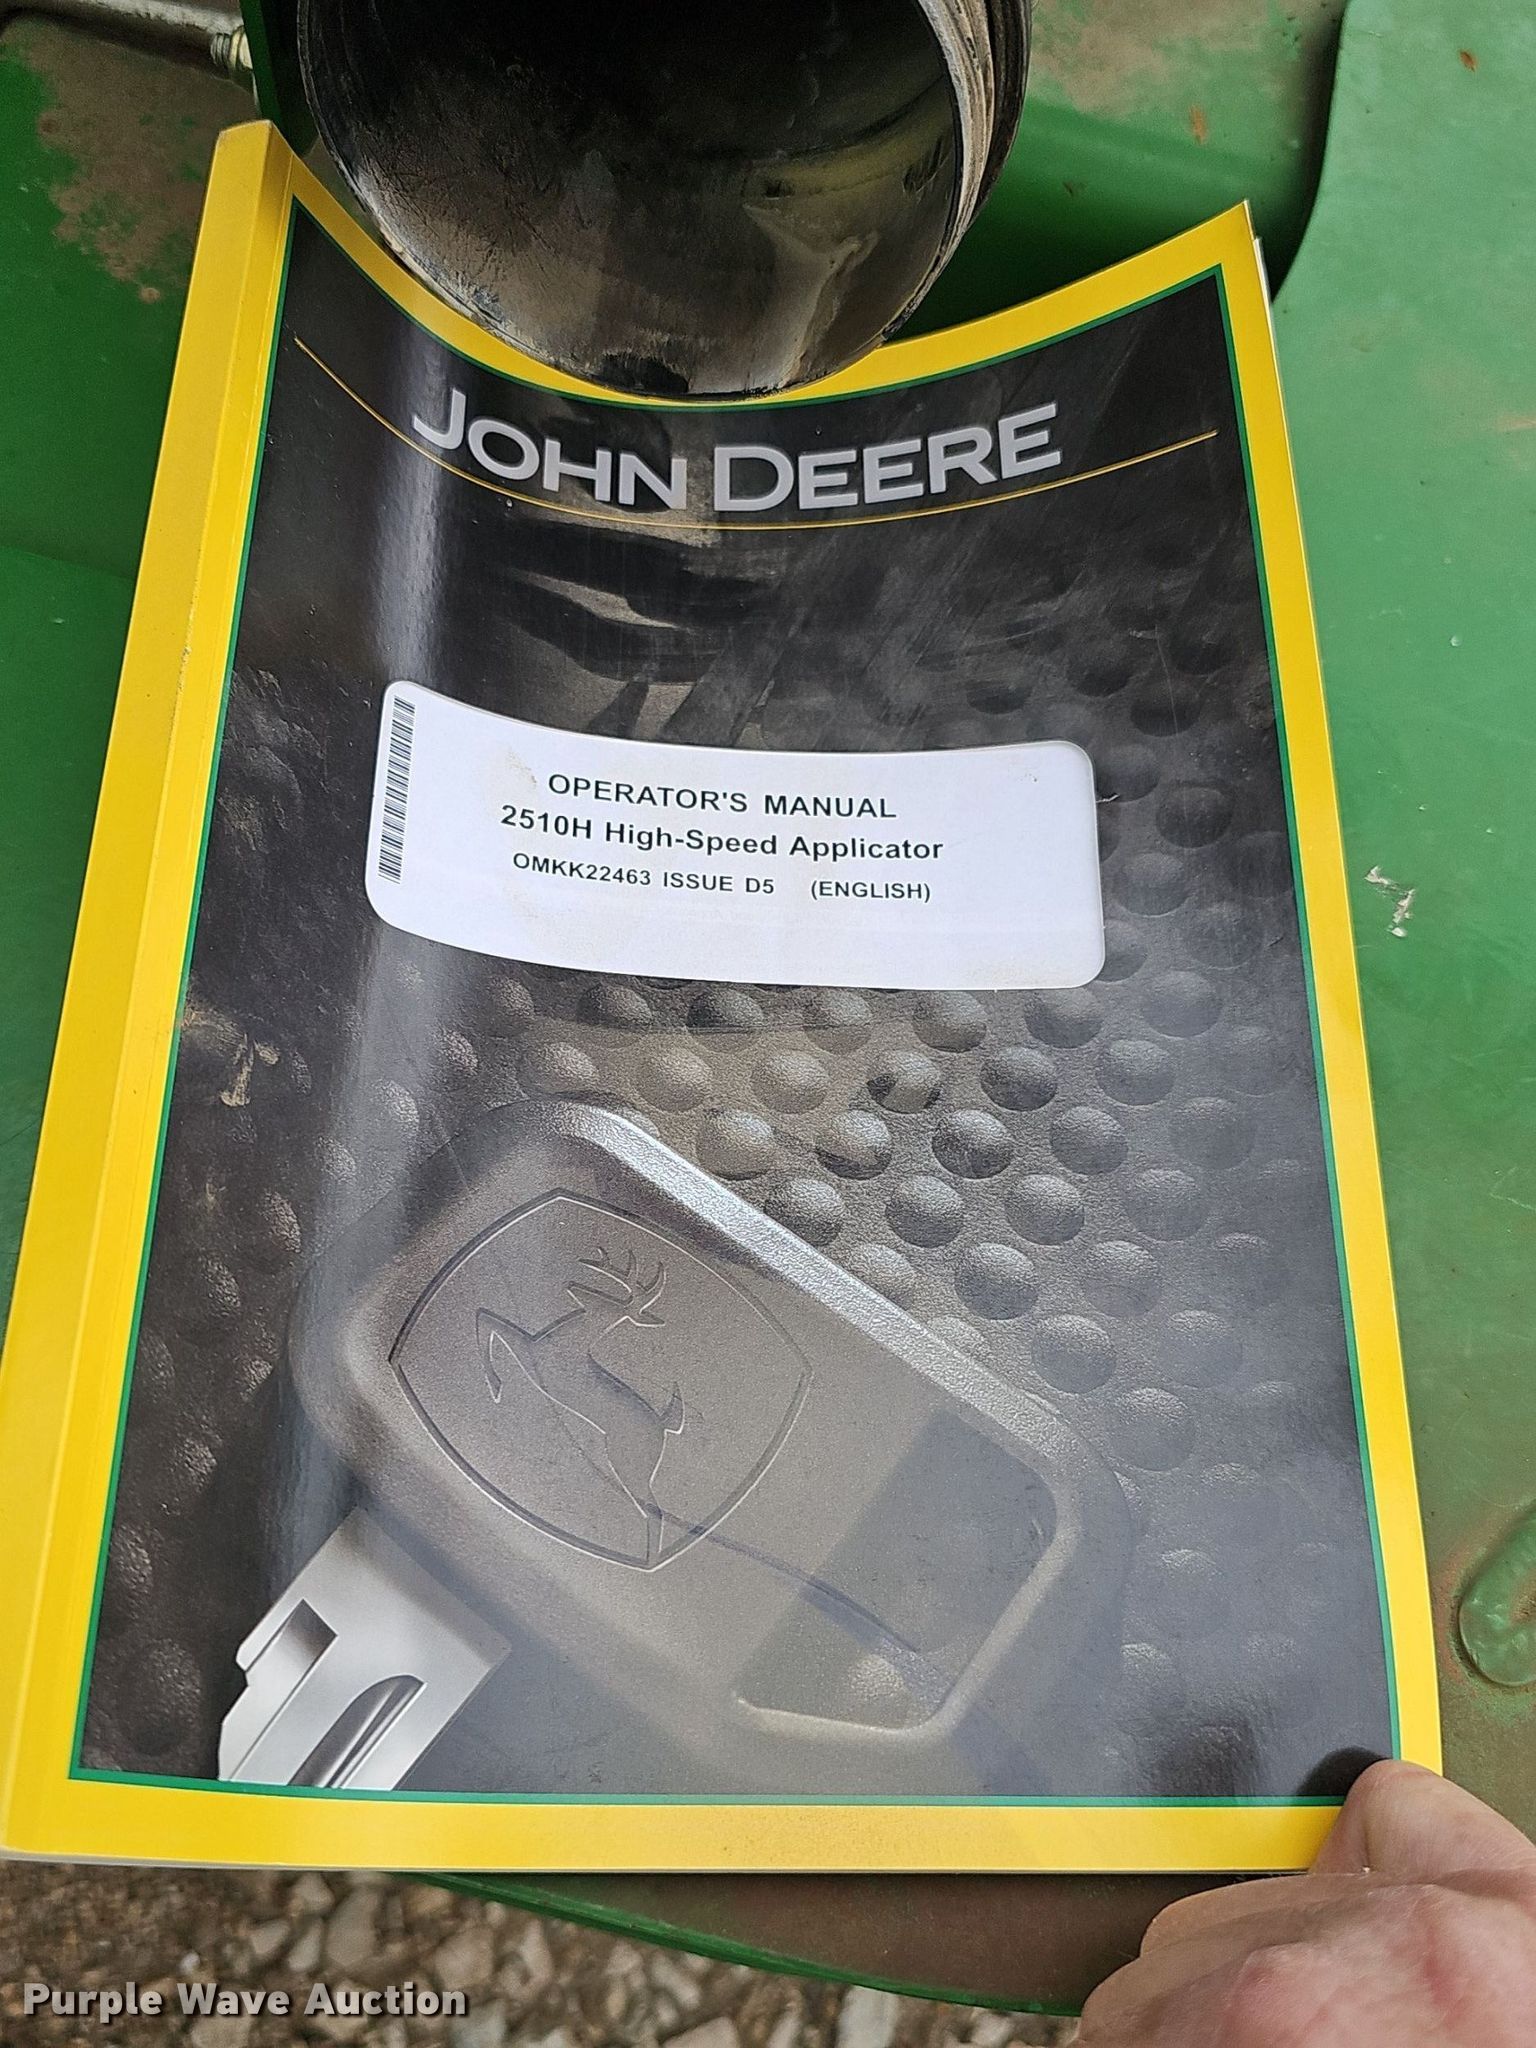 JOHN DEERE
OPERATOR'S MANUAL
2510H High-Speed Applicator
OMKK22463 ISSUE D5 (ENGLISH)
Purple Wave Auction